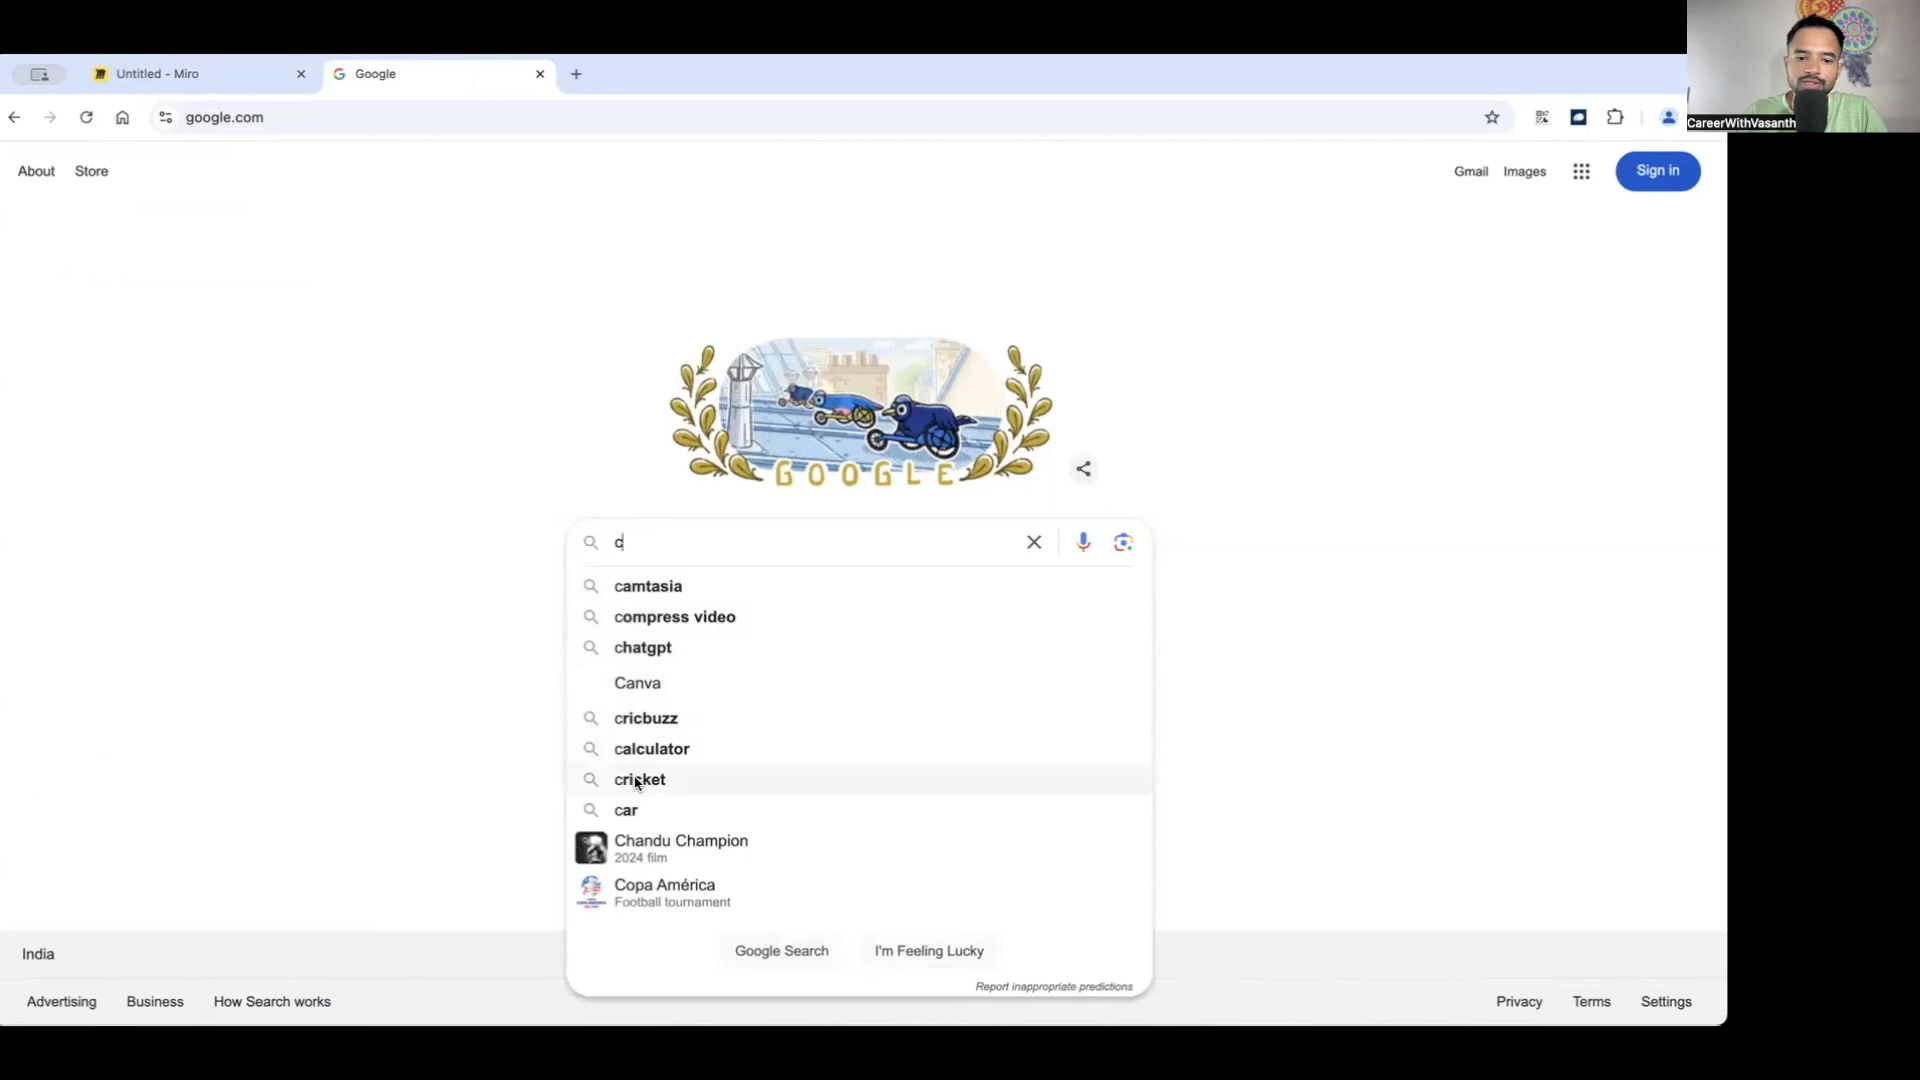 Untitled - Miro
Google
google.com
CareerWithVasanth
About Store
Gmail Images Sign in
GOOGLE
c
camtasia
compress video
chatgpt
Canva
cricbuzz
calculator
cricket
car
Chandu Champion
2024 film
Copa América
Football tournament
Google Search I'm Feeling Lucky
Report inappropriate predictions
India
Advertising Business How Search works
Privacy Terms Settings